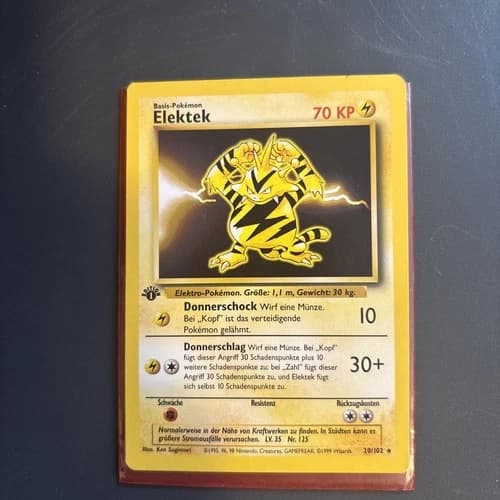 Basis-Pokémon
Elektek 70 KP
EDITION
1
Elektro-Pokémon. Größe: 1,1 m, Gewicht: 30 kg.
Donnerschock Wirf eine Münze.
Bei „Kopf" ist das verteidigende
Pokémon gelähmt.
10
Donnerschlag Wirf eine Münze. Bei „Kopf"
fügt dieser Angriff 30 Schadenspunkte plus 10
weitere Schadenspunkte zu; bei „Zahl" fügt dieser
Angriff 30 Schadenspunkte zu, und Elektek fügt
sich selbst 10 Schadenspunkte zu.
30+
Schwäche Resistenz Rückzugskosten
Normalerweise in der Nähe von Kraftwerken zu finden. In Städten kann es
größere Stromausfälle verursachen. LV. 35 Nr. 125
Illus. Ken Sugimori ©1995, 96, 98 Nintendo, Creatures, GAMEFREAK. ©1999 Wizards. 20/102 ★